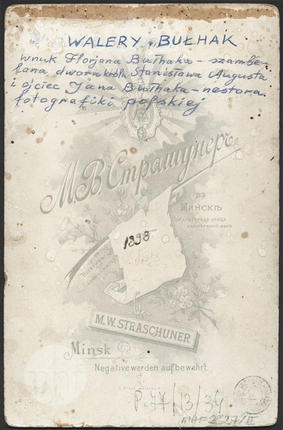 WALERY BUŁHAK
wnuk Florjana Bułhaka - szambe-
lana dworu króla Stanisława Augusta
i ojciec Jana Bułhaka - nestora
fotografiki polskiej
М.В. Страшунеръ
въ
Минскѣ
1898
M.W. STRASCHUNER
Minsk
Negative werden aufbewahrt.
P.77/13/34